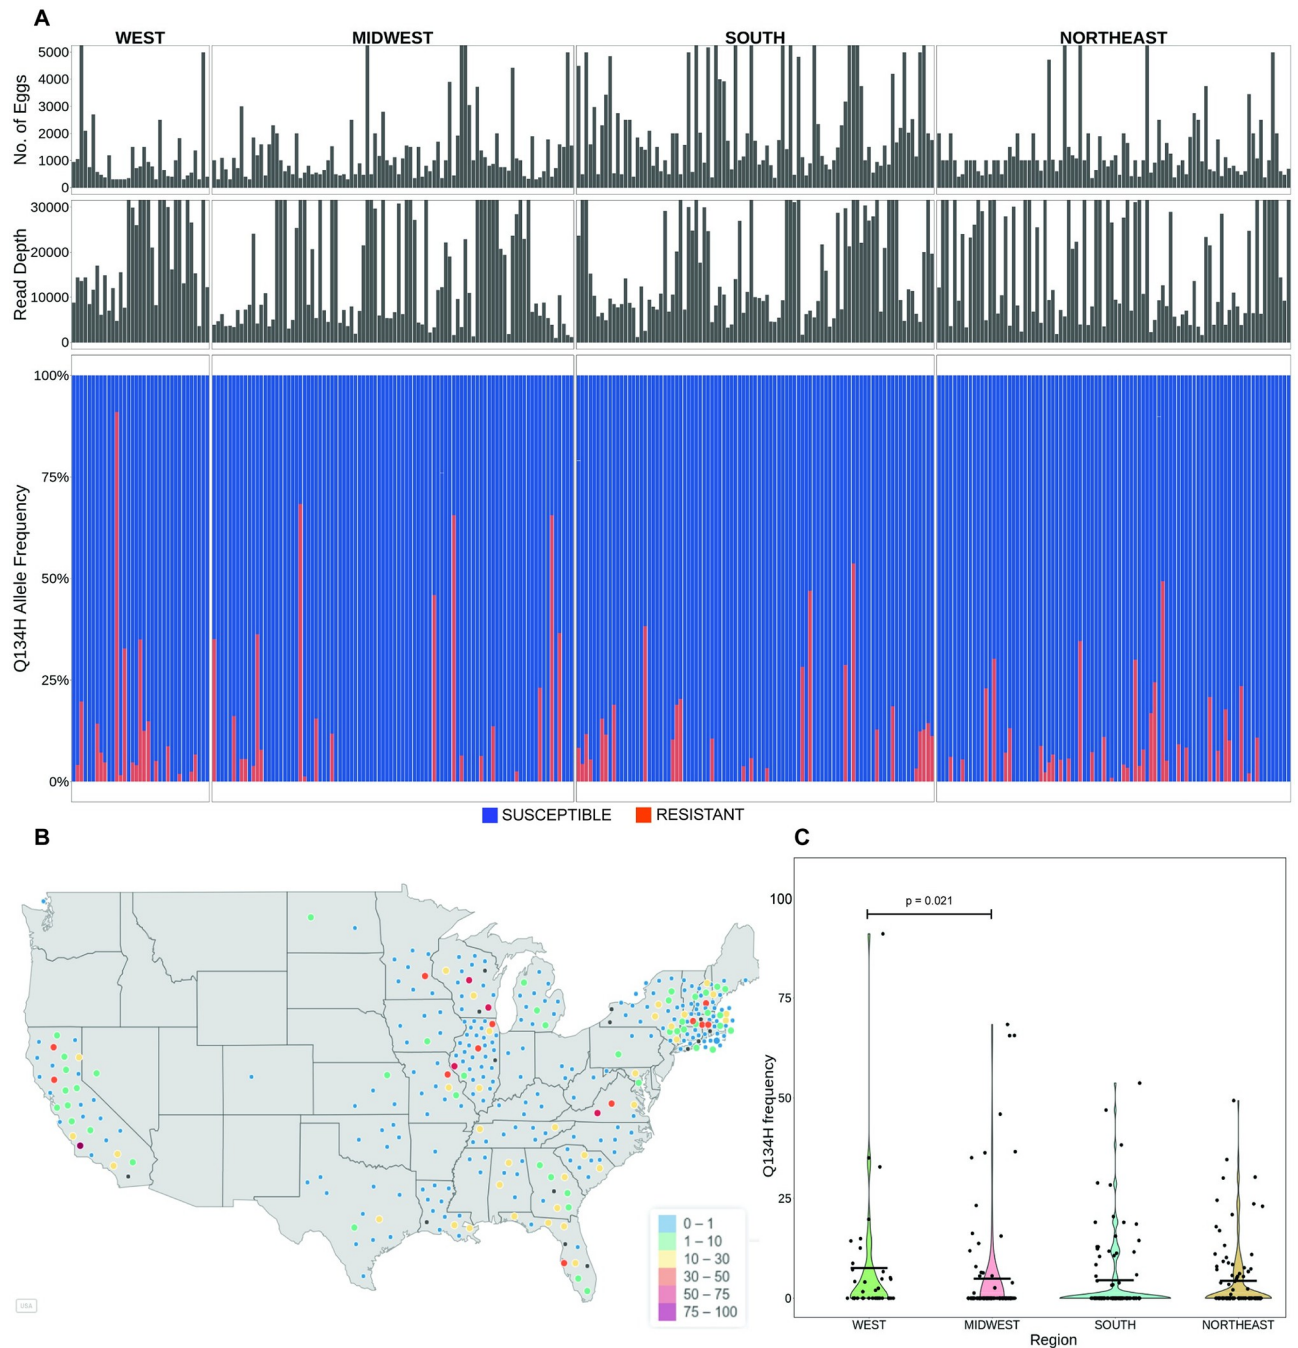 A
WEST MIDWEST SOUTH NORTHEAST
No. of Eggs
5000
4000
3000
2000
1000
0
Read Depth
30000
20000
10000
0
Q134H Allele Frequency
100%
75%
50%
25%
0%
SUSCEPTIBLE RESISTANT
B
USA
0 – 1
1 – 10
10 – 30
30 – 50
50 – 75
75 – 100
C
Q134H frequency
100
75
50
25
0
p = 0.021
WEST MIDWEST SOUTH NORTHEAST
Region